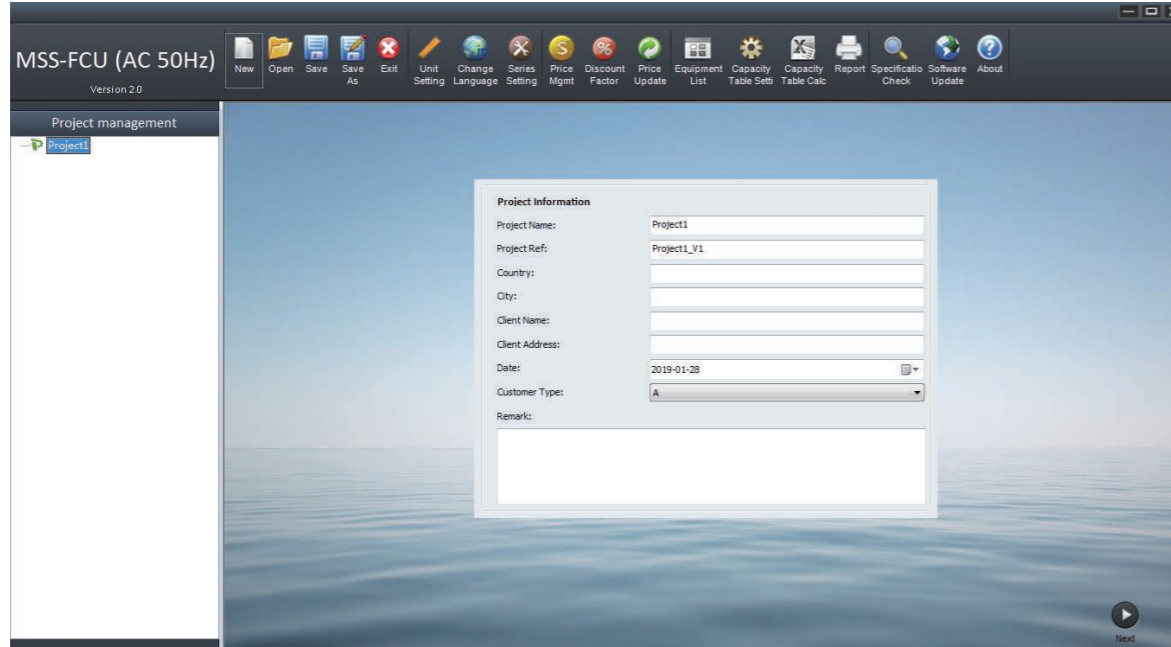 MSS-FCU (AC 50Hz)
Version 2.0
New
Open
Save
Save
As
Exit
Unit
Setting
Change
Language
Series
Setting
Price
Mgmt
Discount
Factor
Price
Update
Equipment
List
Capacity
Table Setti
Capacity
Table Calc
Report
Specificatio
Check
Software
Update
About
Project management
Project1
Project Information
Project Name: Project1
Project Ref: Project1_V1
Country:
City:
Client Name:
Client Address:
Date: 2019-01-28
Customer Type: A
Remark:
Next